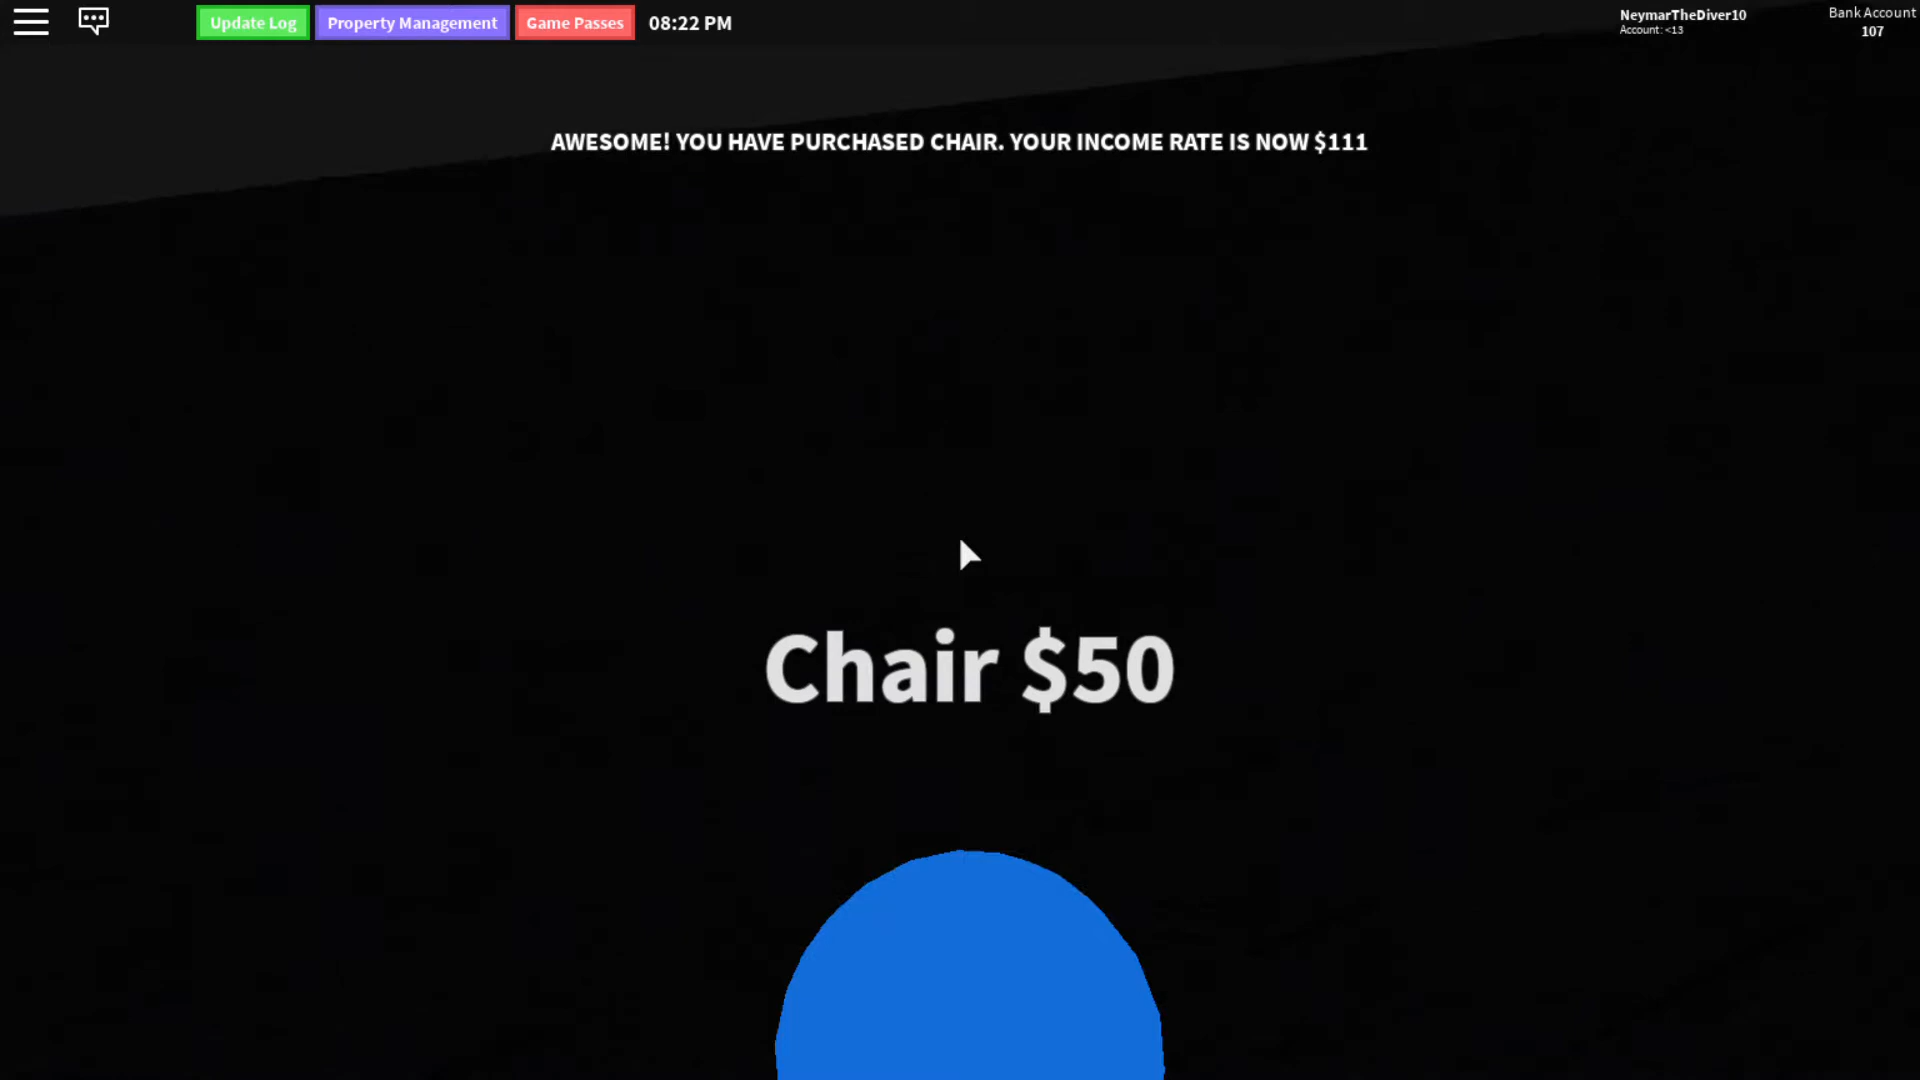 Update Log
Property Management
Game Passes
08:22 PM
NeymarTheDiver10
Account: <13
Bank Account
107
AWESOME! YOU HAVE PURCHASED CHAIR. YOUR INCOME RATE IS NOW $111
Chair $50